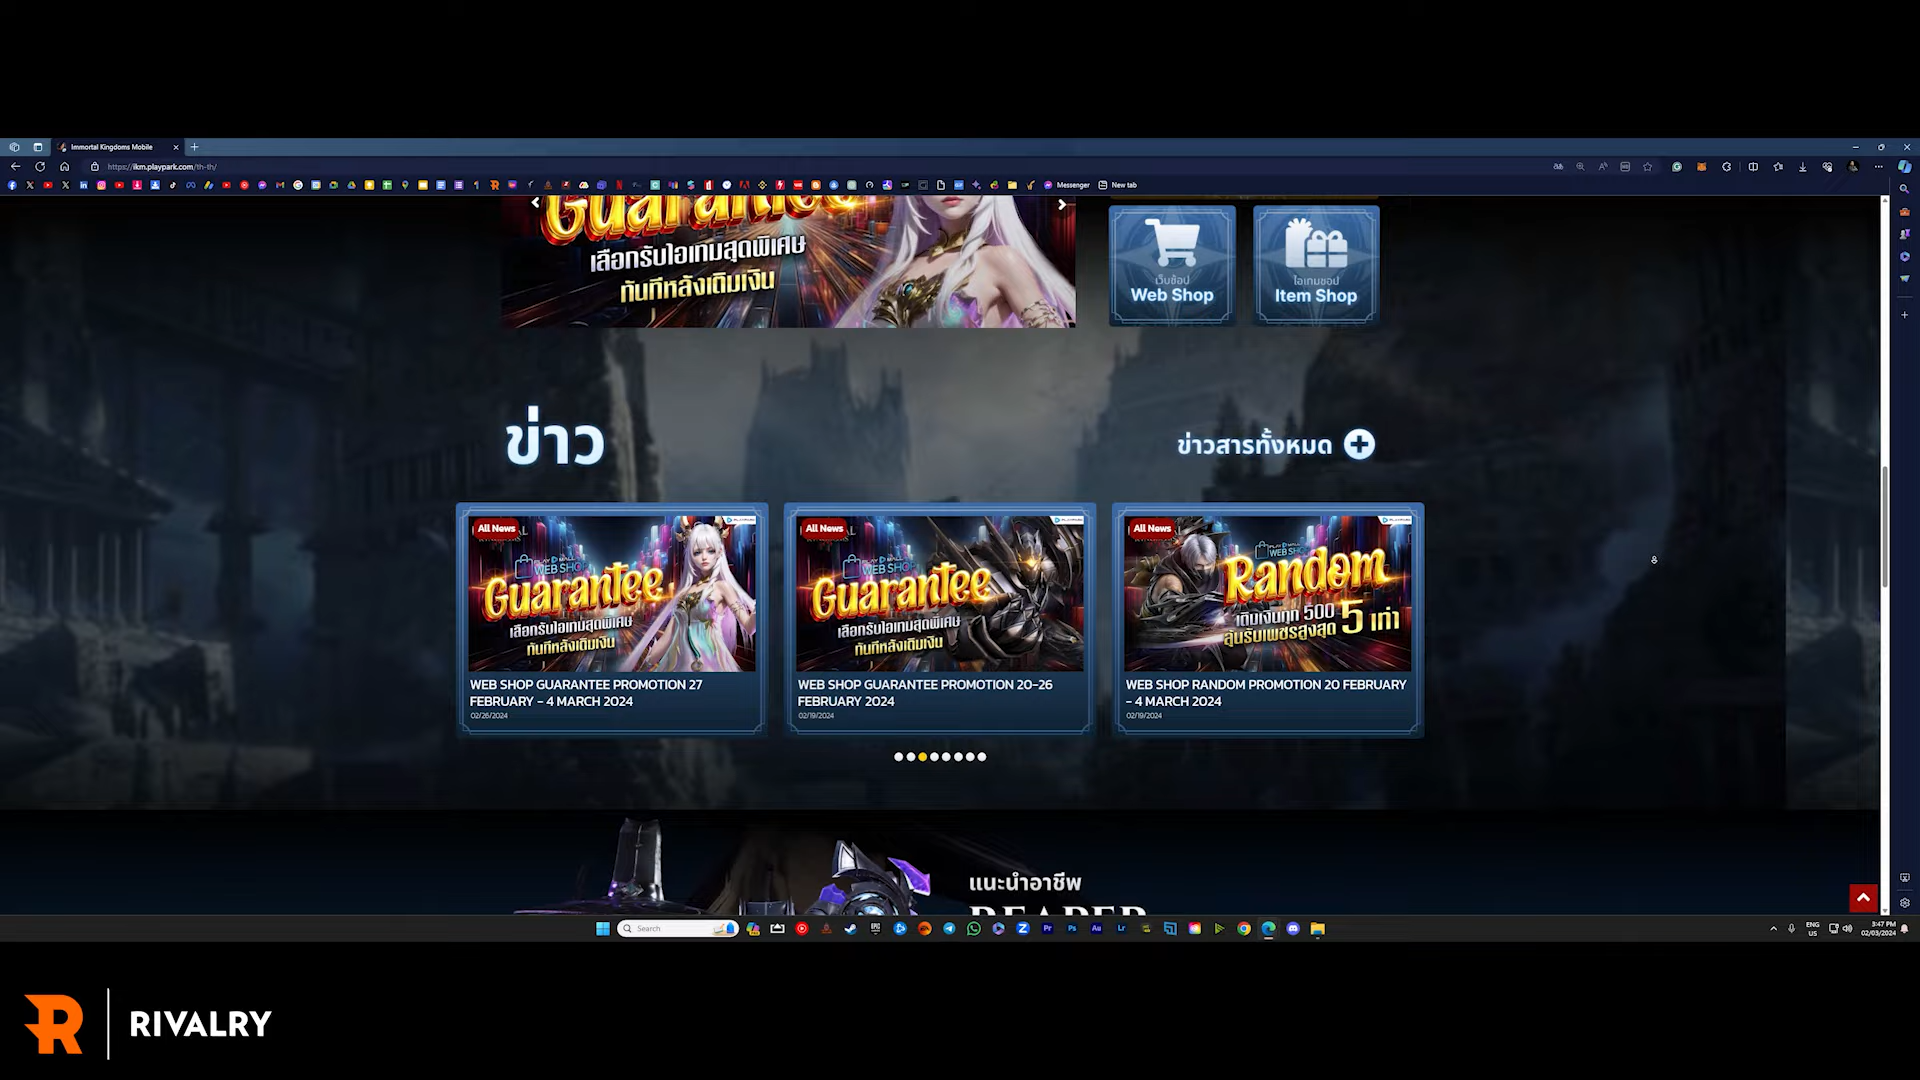 Immortal Kingdoms Mobile
https://ikm.playpark.com/th-th/
Messenger
New tab
Guarantee
เลือกรับไอเทมสุดพิเศษ
ทันทีหลังเติมเงิน
เว็บช้อป
Web Shop
ไอเทมชอป
Item Shop
ข่าว
ข่าวสารทั้งหมด
All News
WEB SHOP
Guarantee
เลือกรับไอเทมสุดพิเศษ
ทันทีหลังเติมเงิน
WEB SHOP GUARANTEE PROMOTION 27
FEBRUARY - 4 MARCH 2024
02/26/2024
All News
WEB SHOP
Guarantee
เลือกรับไอเทมสุดพิเศษ
ทันทีหลังเติมเงิน
WEB SHOP GUARANTEE PROMOTION 20-26
FEBRUARY 2024
02/19/2024
All News
WEB SHOP
Random
เติมเงินทุก 500
ลุ้นรับเพชรสูงสุด 5 เท่า
WEB SHOP RANDOM PROMOTION 20 FEBRUARY
- 4 MARCH 2024
02/19/2024
แนะนำอาชีพ
REAPER
Search
ENG
US
3:47 PM
02/03/2024
RIVALRY